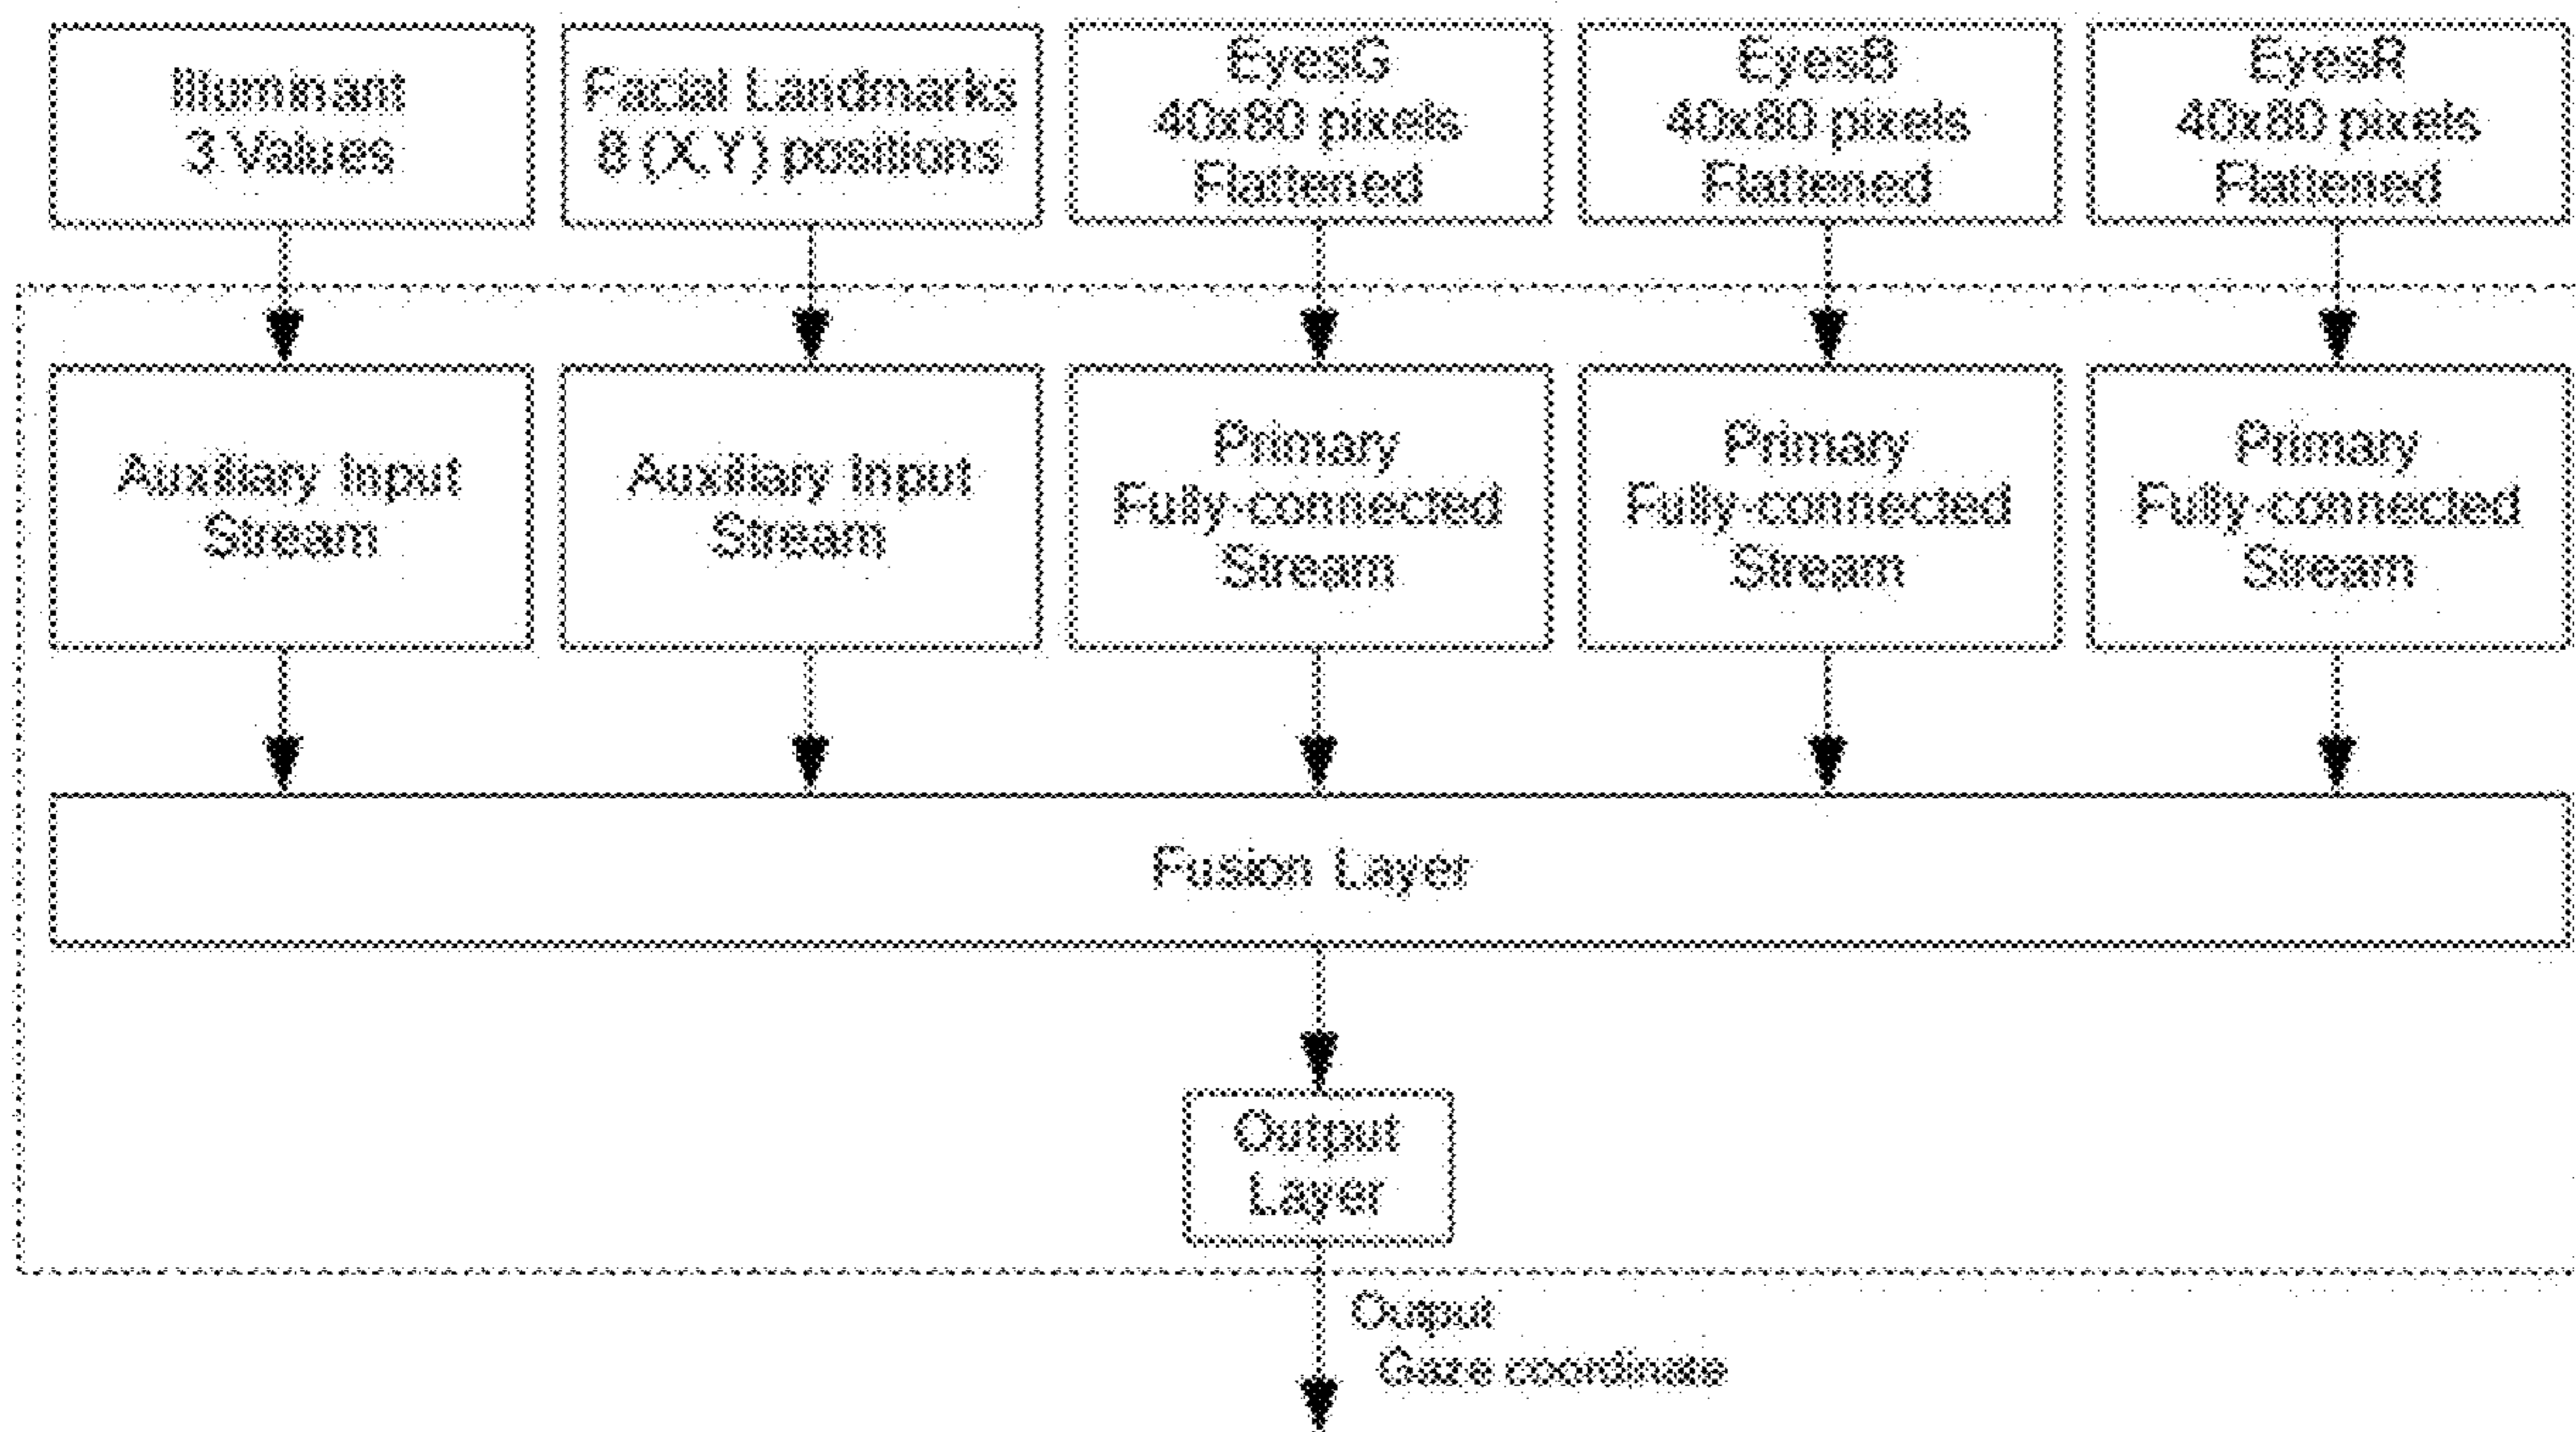 Illuminant
3 Values
Facial Landmarks
8 (X,Y) positions
EyesG
40x80 pixels
Flattened
EyesB
40x80 pixels
Flattened
EyesR
40x80 pixels
Flattened
Auxiliary Input
Stream
Auxiliary Input
Stream
Primary
Fully-connected
Stream
Primary
Fully-connected
Stream
Primary
Fully-connected
Stream
Fusion Layer
Output
Layer
Output
Gaze coordinate